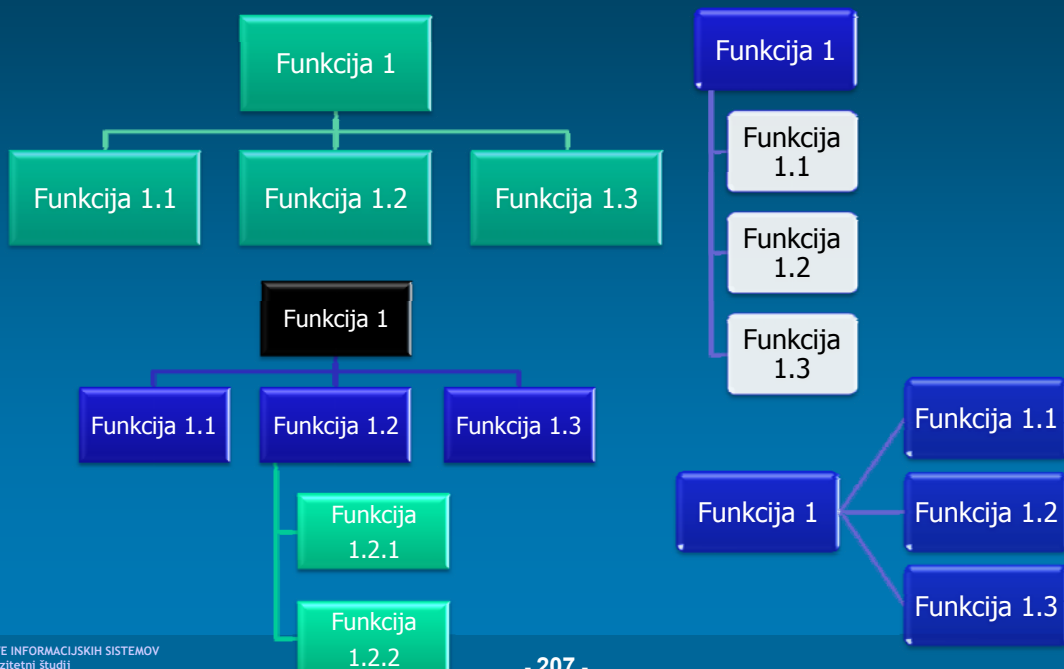 Funkcija 1
Funkcija 1.1
Funkcija 1.2
Funkcija 1.3
Funkcija 1
Funkcija
1.1
Funkcija
1.2
Funkcija
1.3
Funkcija 1
Funkcija 1.1
Funkcija 1.2
Funkcija 1.3
Funkcija
1.2.1
Funkcija
1.2.2
Funkcija 1
Funkcija 1.1
Funkcija 1.2
Funkcija 1.3
INFORMACIJSKIH SISTEMOV
študij
- 207 -